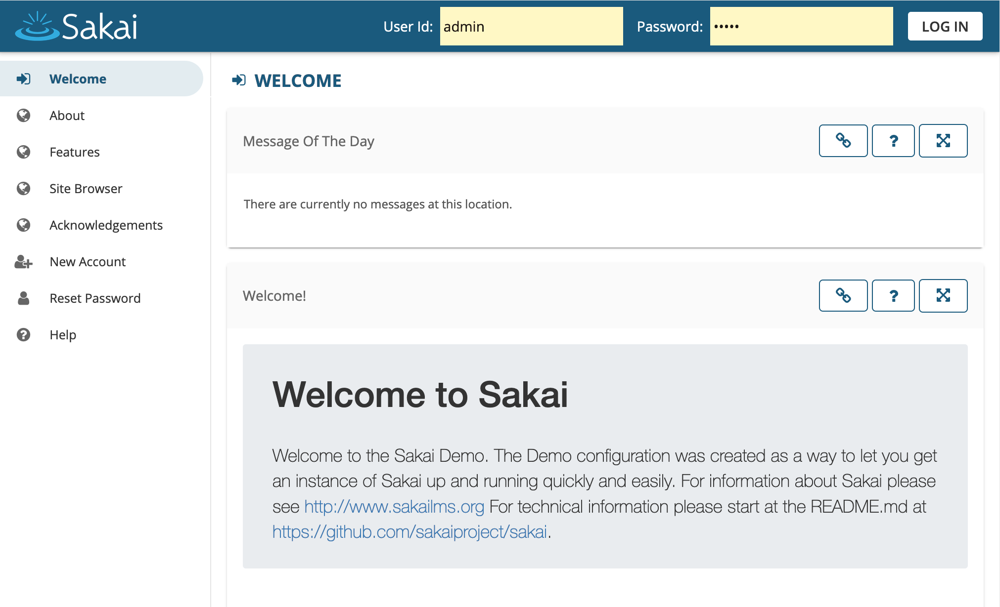 Sakai
User Id: admin Password: ••••• LOG IN
Welcome
About
Features
Site Browser
Acknowledgements
New Account
Reset Password
Help
WELCOME
Message Of The Day
?
There are currently no messages at this location.
Welcome!
?
Welcome to Sakai
Welcome to the Sakai Demo. The Demo configuration was created as a way to let you get
an instance of Sakai up and running quickly and easily. For information about Sakai please
see http://www.sakailms.org For technical information please start at the README.md at
https://github.com/sakaiproject/sakai.